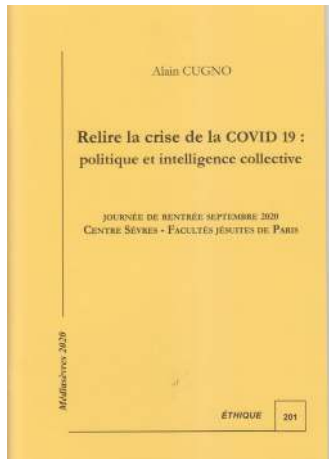 Alain CUGNO
Relire la crise de la COVID 19 :
politique et intelligence collective
JOURNÉE DE RENTRÉE SEPTEMBRE 2020
CENTRE SÈVRES - FACULTÉS JÉSUITES DE PARIS
Médiasèvres 2020
ÉTHIQUE
201